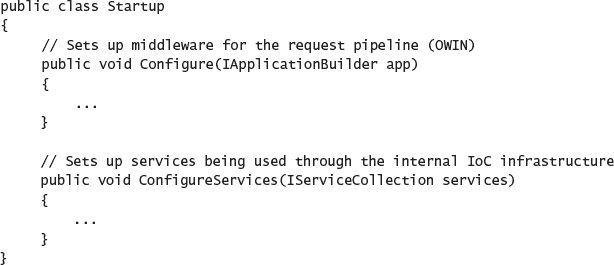 public class Startup
{
// Sets up middleware for the request pipeline (OWIN)
public void Configure(IApplicationBuilder app)
{
...
}
// Sets up services being used through the internal IoC infrastructure
public void ConfigureServices(IServiceCollection services)
{
...
}
}